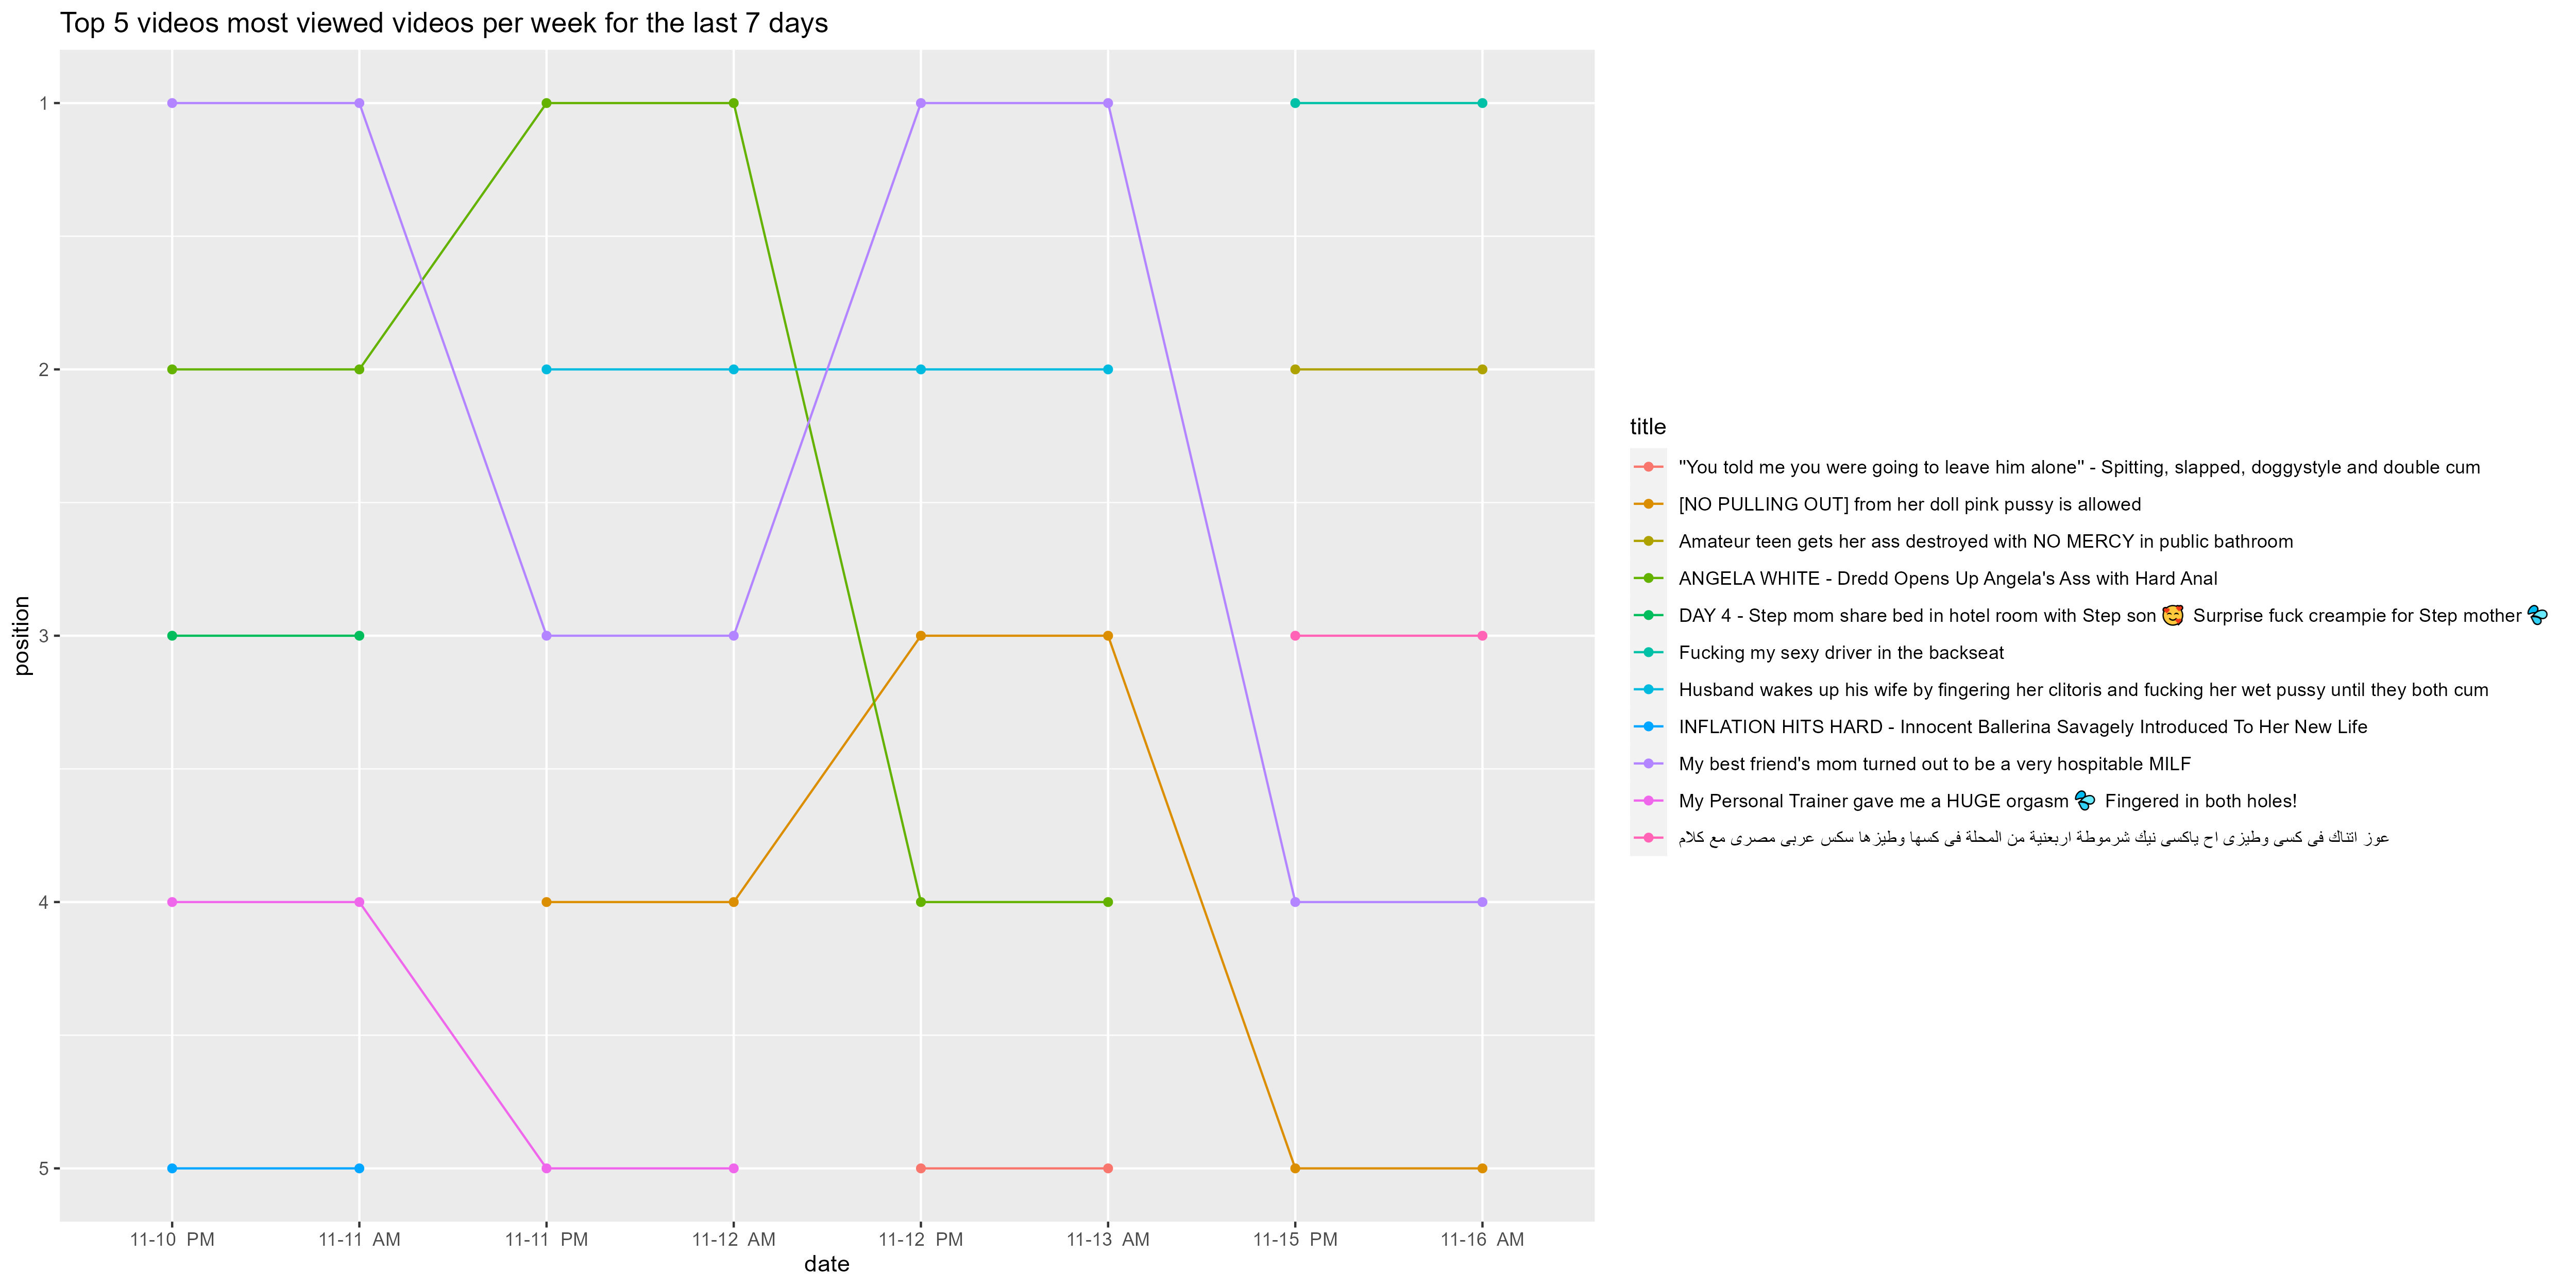 Top 5 videos most viewed videos per week for the last 7 days
position
1
2
3
4
5
11-10 PM
11-11 AM
11-11 PM
11-12 AM
11-12 PM
11-13 AM
11-15 PM
11-16 AM
date
title
"You told me you were going to leave him alone" - Spitting, slapped, doggystyle and double cum
[NO PULLING OUT] from her doll pink pussy is allowed
Amateur teen gets her ass destroyed with NO MERCY in public bathroom
ANGELA WHITE - Dredd Opens Up Angela's Ass with Hard Anal
DAY 4 - Step mom share bed in hotel room with Step son 🥰 Surprise fuck creampie for Step mother 💦
Fucking my sexy driver in the backseat
Husband wakes up his wife by fingering her clitoris and fucking her wet pussy until they both cum
INFLATION HITS HARD - Innocent Ballerina Savagely Introduced To Her New Life
My best friend's mom turned out to be a very hospitable MILF
My Personal Trainer gave me a HUGE orgasm 💦 Fingered in both holes!
عوز اتناك فى كسى وطيزى اح ياكسى نيك شرموطة اربعنية من المحلة فى كسها وطيزها سكس عربى مصرى مع كلام